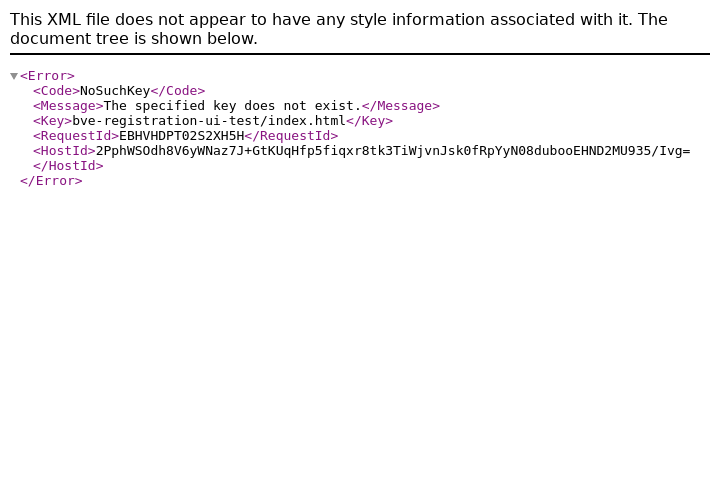 This XML file does not appear to have any style information associated with it. The
document tree is shown below.
<Error>
<Code>NoSuchKey</Code>
<Message>The specified key does not exist.</Message>
<Key>bve-registration-ui-test/index.html</Key>
<RequestId>EBHVHDPT02S2XH5H</RequestId>
<HostId>2PphWSOdh8V6yWNaz7J+GtKUqHfp5fiqxr8tk3TiWjvnJsk0fRpYyN08dubooEHND2MU935/Ivg=
</HostId>
</Error>